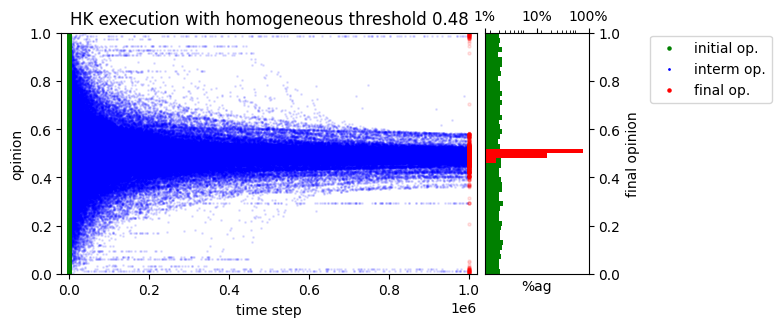 HK execution with homogeneous threshold 0.48
1% 10% 100%
initial op.
interm op.
final op.
1.0 1.0
0.8 0.8
0.6 0.6
0.4 0.4
0.2 0.2
0.0 0.0
opinion
final opinion
0.0 0.2 0.4 0.6 0.8 1.0
%ag
time step
1e6